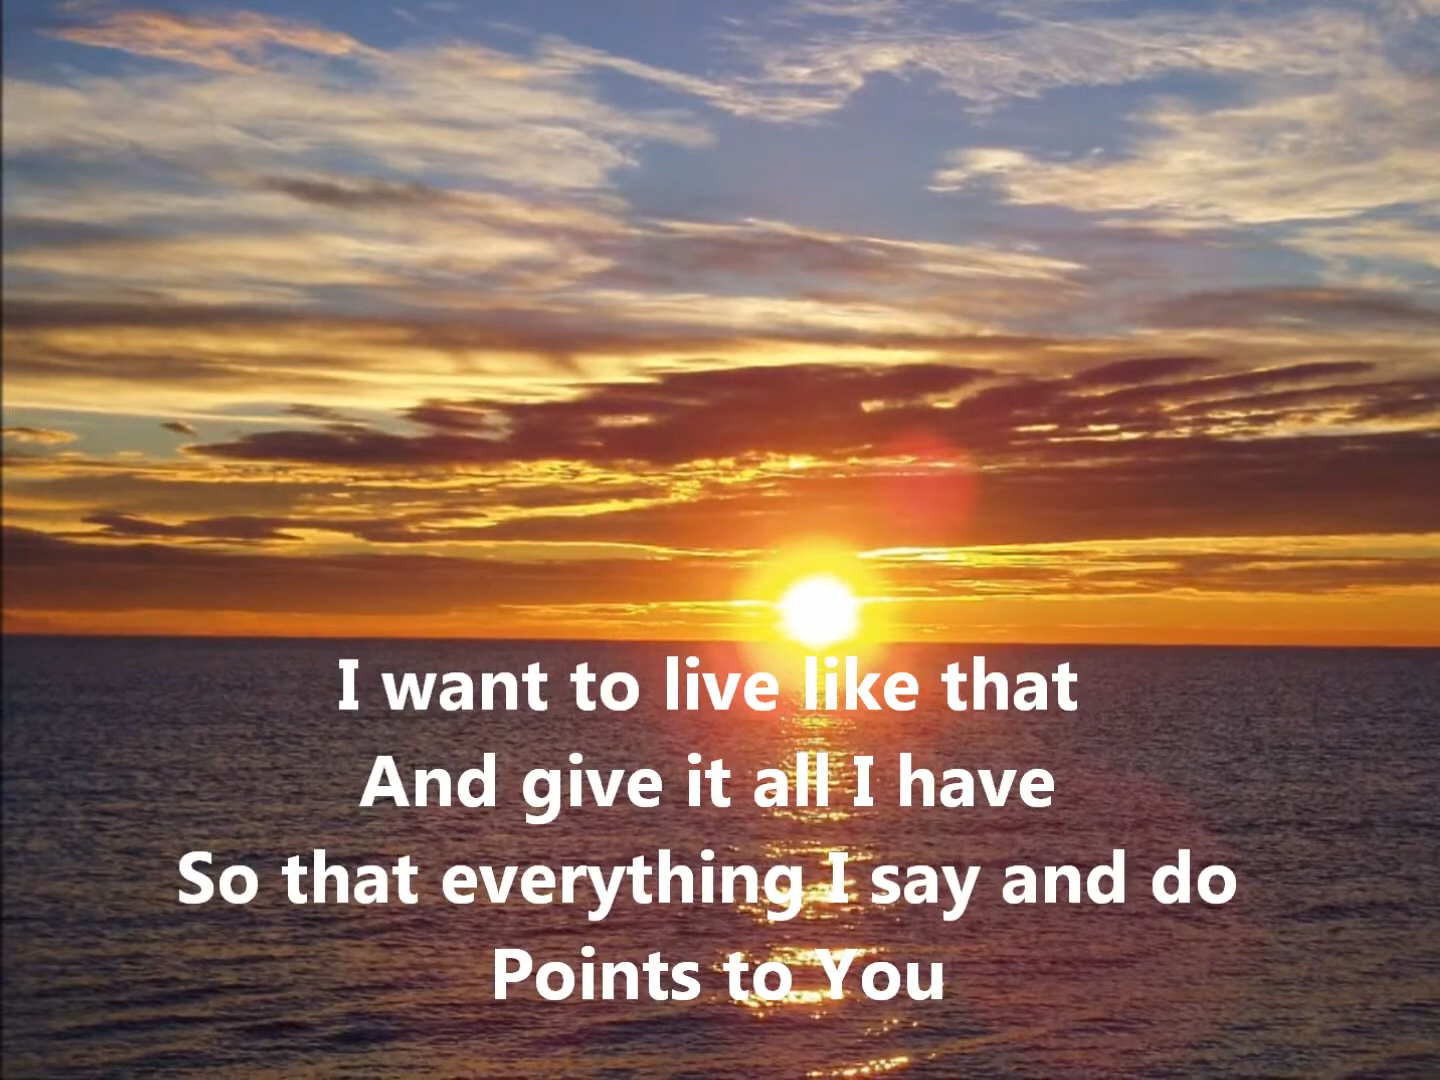 I want to live like that
And give it all I have
So that everything I say and do
Points to You